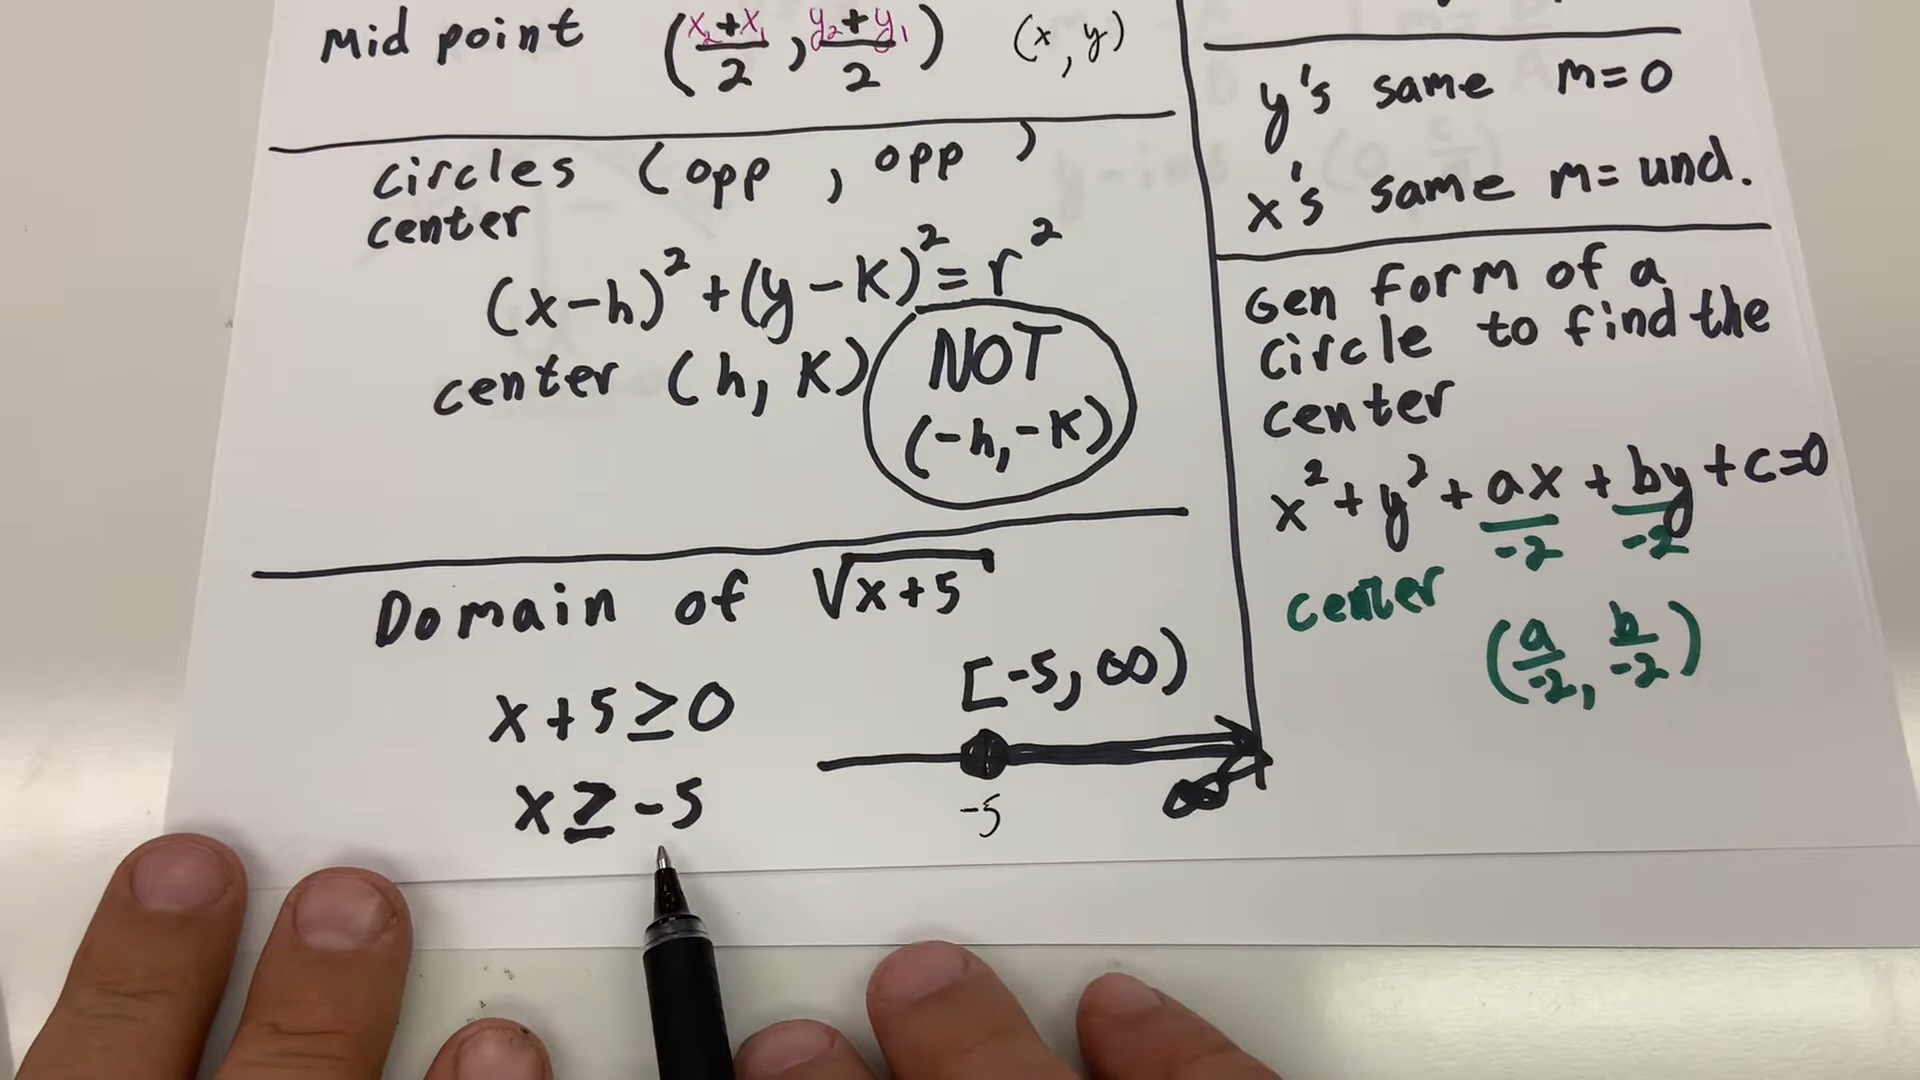 Mid point (x₂+x₁/2, y₂+y₁/2) (x, y)
circles (opp, opp)
center
(x-h)²+(y-K)²=r²
center (h, K)
NOT
(-h,-K)
Domain of √x+5
x+5≥0
x≥-5
[-5, ∞)
-5
∞
y's same m=0
x's same m=und.
Gen form of a
circle to find the
center
x²+y²+ax+by+c=0
-2 -2
center
(a/-2, b/-2)